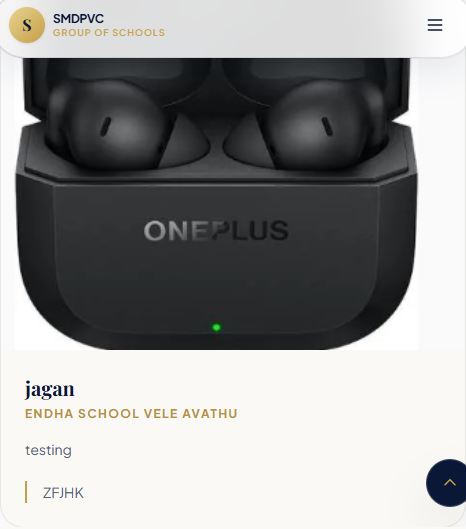 S
SMDPVC
GROUP OF SCHOOLS
ONEPLUS
jagan
ENDHA SCHOOL VELE AVATHU
testing
ZFJHK